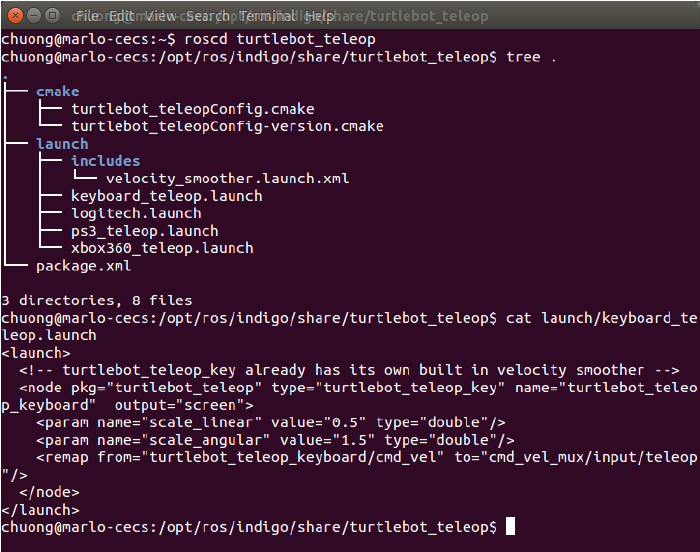 File Edit View Search Terminal Help
chuong@marlo-cecs:~$ roscd turtlebot_teleop
chuong@marlo-cecs:/opt/ros/indigo/share/turtlebot_teleop$ tree .
.
├── cmake
│   ├── turtlebot_teleopConfig.cmake
│   └── turtlebot_teleopConfig-version.cmake
├── launch
│   ├── includes
│   │   └── velocity_smoother.launch.xml
│   ├── keyboard_teleop.launch
│   ├── logitech.launch
│   ├── ps3_teleop.launch
│   └── xbox360_teleop.launch
└── package.xml
3 directories, 8 files
chuong@marlo-cecs:/opt/ros/indigo/share/turtlebot_teleop$ cat launch/keyboard_te
leop.launch
<launch>
  <!-- turtlebot_teleop_key already has its own built in velocity smoother -->
  <node pkg="turtlebot_teleop" type="turtlebot_teleop_key" name="turtlebot_teleo
p_keyboard"  output="screen">
    <param name="scale_linear" value="0.5" type="double"/>
    <param name="scale_angular" value="1.5" type="double"/>
    <remap from="turtlebot_teleop_keyboard/cmd_vel" to="cmd_vel_mux/input/teleop
"/>
  </node>
</launch>
chuong@marlo-cecs:/opt/ros/indigo/share/turtlebot_teleop$